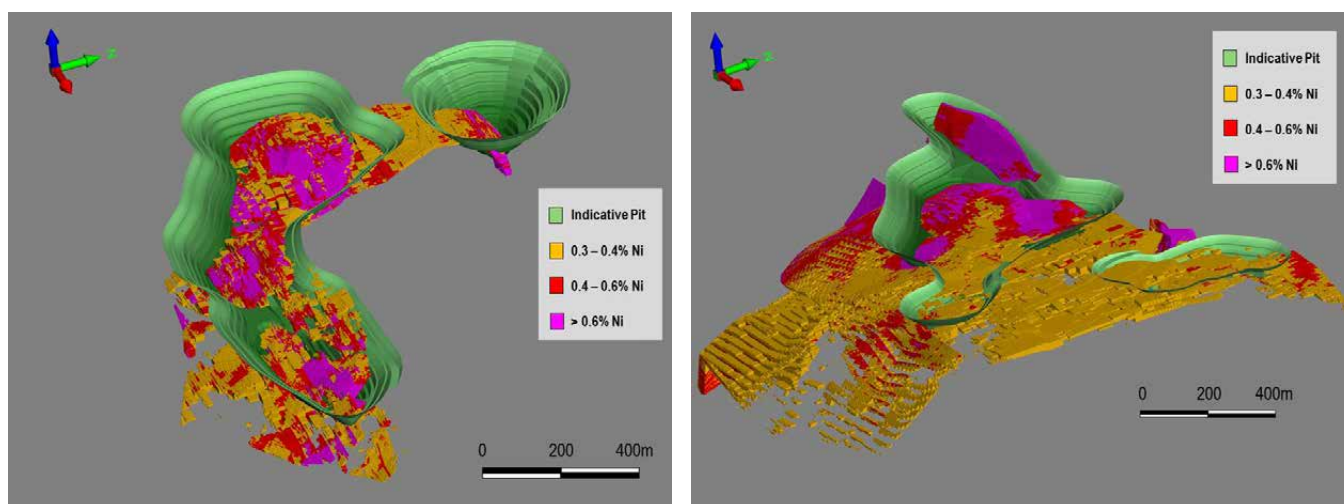 N
Indicative Pit
0.3 – 0.4% Ni
0.4 – 0.6% Ni
> 0.6% Ni
0 200 400m
Indicative Pit
0.3 – 0.4% Ni
0.4 – 0.6% Ni
> 0.6% Ni
0 200 400m